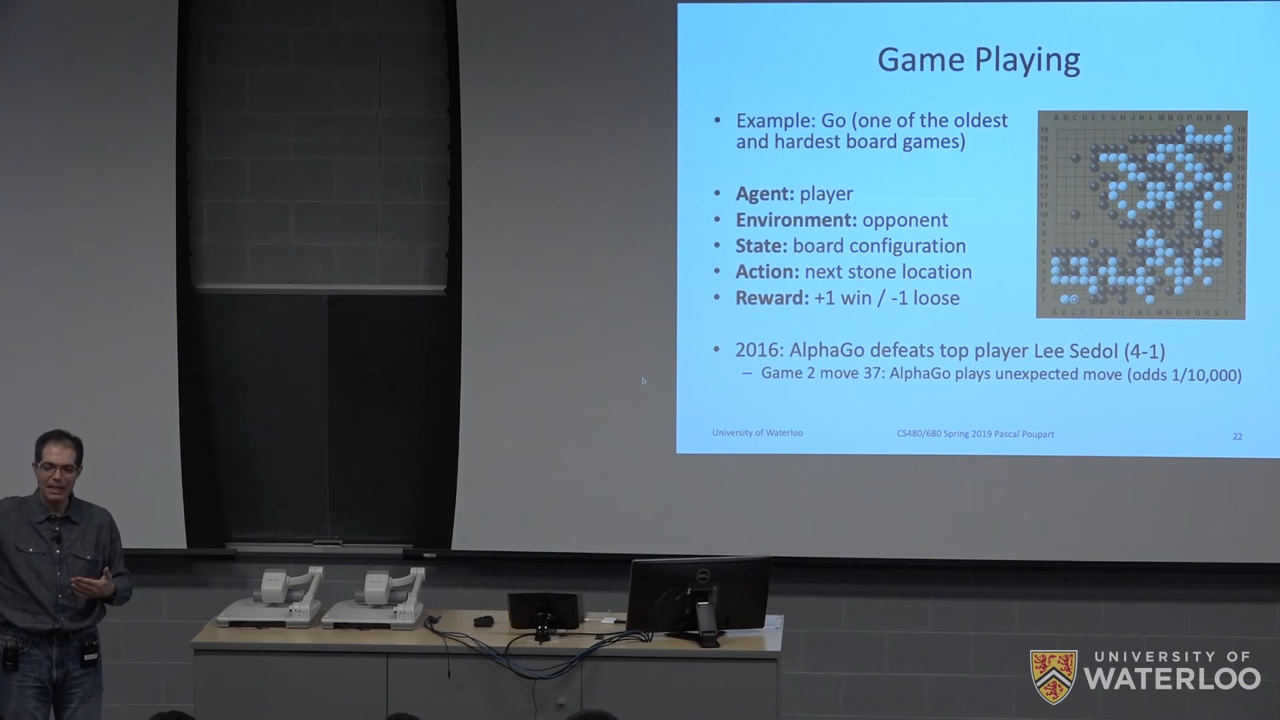 Game Playing
• Example: Go (one of the oldest
and hardest board games)
• Agent: player
• Environment: opponent
• State: board configuration
• Action: next stone location
• Reward: +1 win / -1 loose
• 2016: AlphaGo defeats top player Lee Sedol (4-1)
– Game 2 move 37: AlphaGo plays unexpected move (odds 1/10,000)
University of Waterloo
CS480/680 Spring 2019 Pascal Poupart
22
DELL
UNIVERSITY OF
WATERLOO